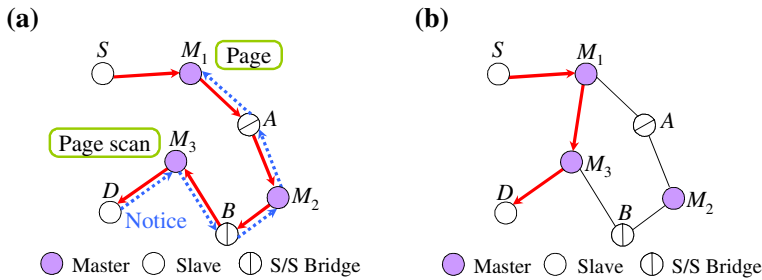 (a)
S
M1
Page
A
Page scan
M3
D
Notice
B
M2
Master
Slave
S/S Bridge
(b)
S
M1
A
M3
D
B
M2
Master
Slave
S/S Bridge